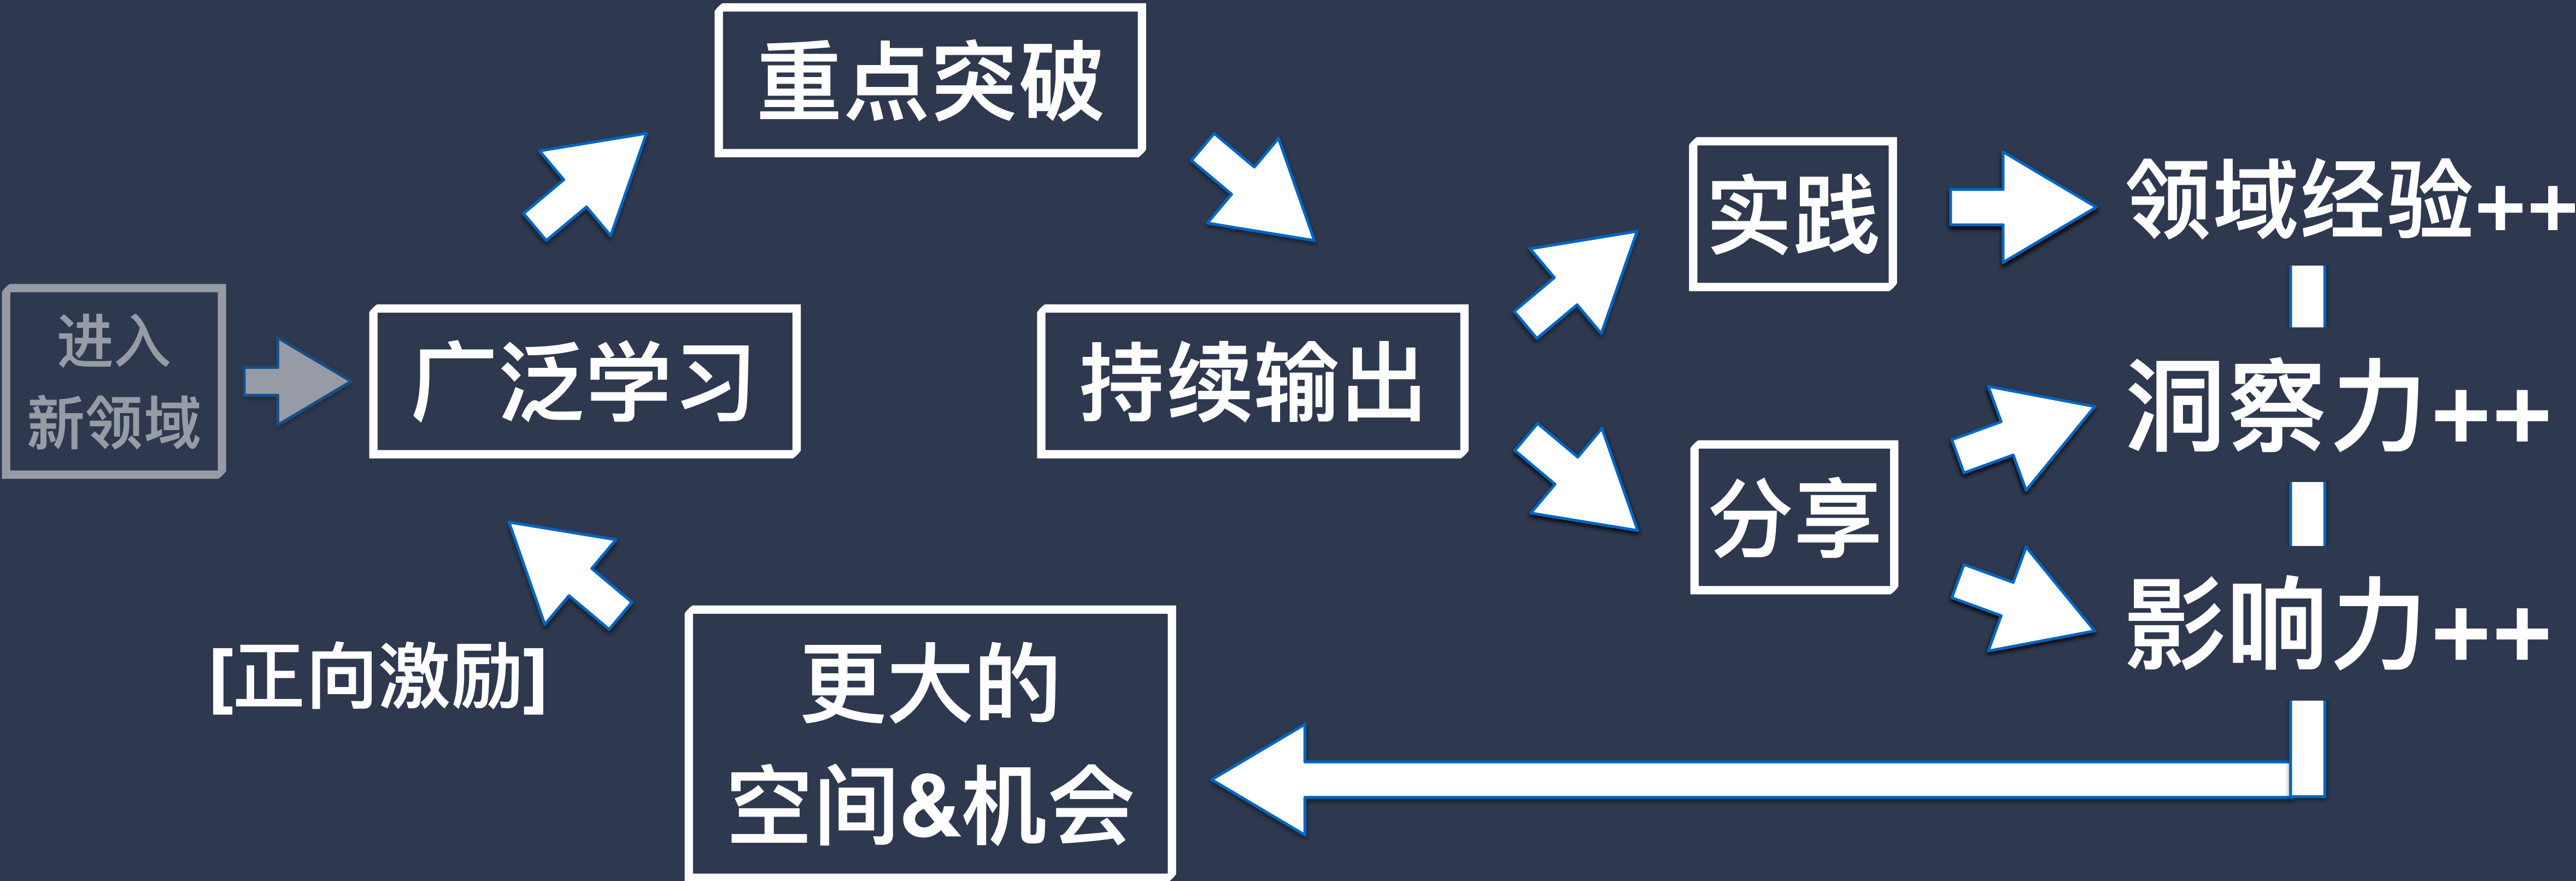 重点突破
实践
领域经验++
进入
新领域
广泛学习
持续输出
洞察力++
分享
影响力++
[正向激励]
更大的
空间&机会